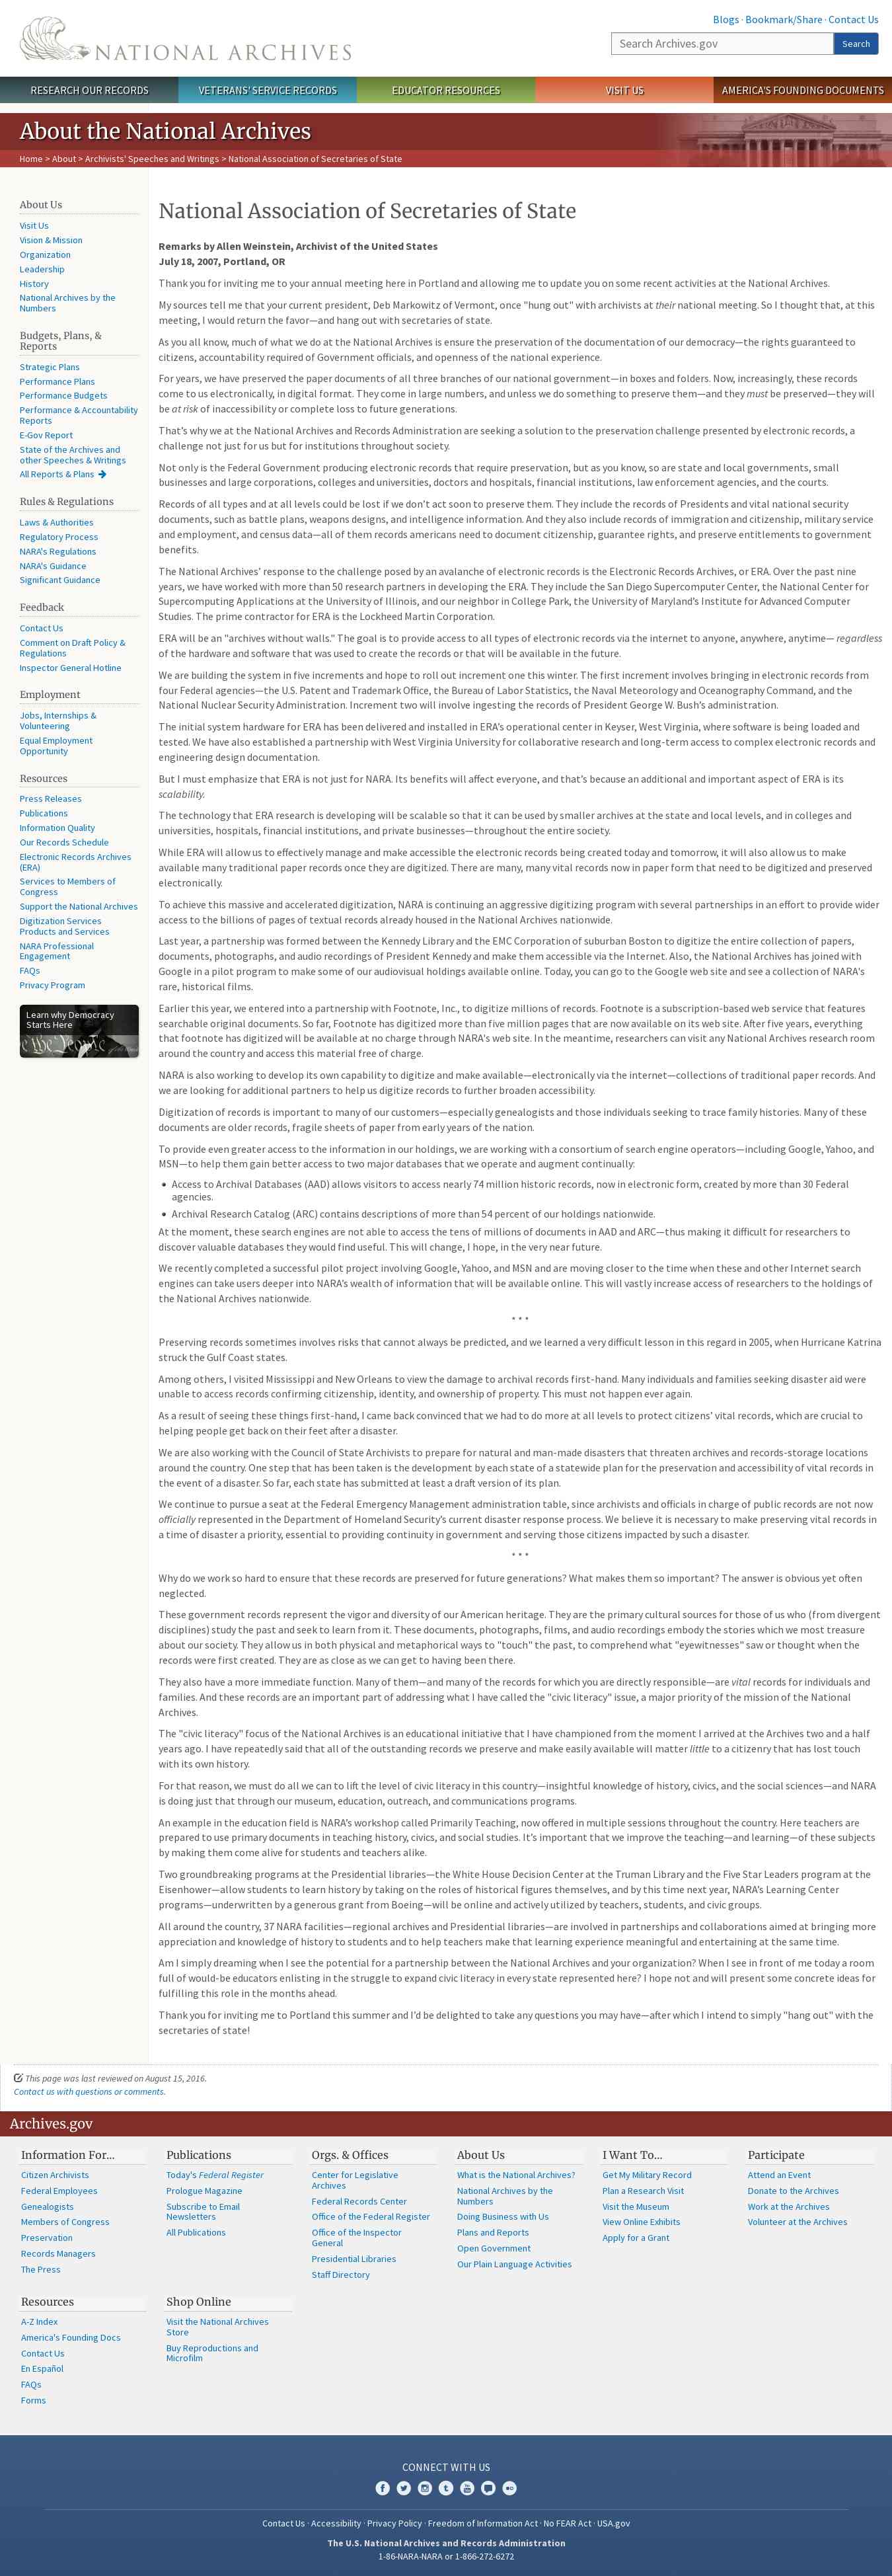 Blogs · Bookmark/Share · Contact Us
NATIONAL ARCHIVES
Search Archives.gov
Search
RESEARCH OUR RECORDS
VETERANS' SERVICE RECORDS
EDUCATOR RESOURCES
VISIT US
AMERICA'S FOUNDING DOCUMENTS
About the National Archives
Home > About > Archivists' Speeches and Writings > National Association of Secretaries of State
About Us
Visit Us
Vision & Mission
Organization
Leadership
History
National Archives by the
Numbers
Budgets, Plans, &
Reports
Strategic Plans
Performance Plans
Performance Budgets
Performance & Accountability
Reports
E-Gov Report
State of the Archives and
other Speeches & Writings
All Reports & Plans
Rules & Regulations
Laws & Authorities
Regulatory Process
NARA's Regulations
NARA's Guidance
Significant Guidance
Feedback
Contact Us
Comment on Draft Policy &
Regulations
Inspector General Hotline
Employment
Jobs, Internships &
Volunteering
Equal Employment
Opportunity
Resources
Press Releases
Publications
Information Quality
Our Records Schedule
Electronic Records Archives
(ERA)
Services to Members of
Congress
Support the National Archives
Digitization Services
Products and Services
NARA Professional
Engagement
FAQs
Privacy Program
Learn why Democracy
Starts Here
National Association of Secretaries of State
Remarks by Allen Weinstein, Archivist of the United States
July 18, 2007, Portland, OR
Thank you for inviting me to your annual meeting here in Portland and allowing me to update you on some recent activities at the National Archives.
My sources tell me that your current president, Deb Markowitz of Vermont, once "hung out" with archivists at their national meeting. So I thought that, at this
meeting, I would return the favor—and hang out with secretaries of state.
As you all know, much of what we do at the National Archives is ensure the preservation of the documentation of our democracy—the rights guaranteed to
citizens, accountability required of Government officials, and openness of the national experience.
For years, we have preserved the paper documents of all three branches of our national government—in boxes and folders. Now, increasingly, these records
come to us electronically, in digital format. They come in large numbers, and unless we do something to preserve them—and they must be preserved—they will
be at risk of inaccessibility or complete loss to future generations.
That’s why we at the National Archives and Records Administration are seeking a solution to the preservation challenge presented by electronic records, a
challenge not just for us but for institutions throughout society.
Not only is the Federal Government producing electronic records that require preservation, but as you know, so are state and local governments, small
businesses and large corporations, colleges and universities, doctors and hospitals, financial institutions, law enforcement agencies, and the courts.
Records of all types and at all levels could be lost if we don’t act soon to preserve them. They include the records of Presidents and vital national security
documents, such as battle plans, weapons designs, and intelligence information. And they also include records of immigration and citizenship, military service
and employment, and census data—all of them records americans need to document citizenship, guarantee rights, and preserve entitlements to government
benefits.
The National Archives’ response to the challenge posed by an avalanche of electronic records is the Electronic Records Archives, or ERA. Over the past nine
years, we have worked with more than 50 research partners in developing the ERA. They include the San Diego Supercomputer Center, the National Center for
Supercomputing Applications at the University of Illinois, and our neighbor in College Park, the University of Maryland’s Institute for Advanced Computer
Studies. The prime contractor for ERA is the Lockheed Martin Corporation.
ERA will be an "archives without walls." The goal is to provide access to all types of electronic records via the internet to anyone, anywhere, anytime— regardless
of the hardware and software that was used to create the records or that will be available in the future.
We are building the system in five increments and hope to roll out increment one this winter. The first increment involves bringing in electronic records from
four Federal agencies—the U.S. Patent and Trademark Office, the Bureau of Labor Statistics, the Naval Meteorology and Oceanography Command, and the
National Nuclear Security Administration. Increment two will involve ingesting the records of President George W. Bush’s administration.
The initial system hardware for ERA has been delivered and installed in ERA’s operational center in Keyser, West Virginia, where software is being loaded and
tested. We have also established a partnership with West Virginia University for collaborative research and long-term access to complex electronic records and
engineering design documentation.
But I must emphasize that ERA is not just for NARA. Its benefits will affect everyone, and that’s because an additional and important aspect of ERA is its
scalability.
The technology that ERA research is developing will be scalable so that it can be used by smaller archives at the state and local levels, and in colleges and
universities, hospitals, financial institutions, and private businesses—throughout the entire society.
While ERA will allow us to effectively manage and make accessible the electronic records being created today and tomorrow, it will also allow us to make
available many traditional paper records once they are digitized. There are many, many vital records now in paper form that need to be digitized and preserved
electronically.
To achieve this massive and accelerated digitization, NARA is continuing an aggressive digitizing program with several partnerships in an effort to provide wider
access to the billions of pages of textual records already housed in the National Archives nationwide.
Last year, a partnership was formed between the Kennedy Library and the EMC Corporation of suburban Boston to digitize the entire collection of papers,
documents, photographs, and audio recordings of President Kennedy and make them accessible via the Internet. Also, the National Archives has joined with
Google in a pilot program to make some of our audiovisual holdings available online. Today, you can go to the Google web site and see a collection of NARA's
rare, historical films.
Earlier this year, we entered into a partnership with Footnote, Inc., to digitize millions of records. Footnote is a subscription-based web service that features
searchable original documents. So far, Footnote has digitized more than five million pages that are now available on its web site. After five years, everything
that footnote has digitized will be available at no charge through NARA's web site. In the meantime, researchers can visit any National Archives research room
around the country and access this material free of charge.
NARA is also working to develop its own capability to digitize and make available—electronically via the internet—collections of traditional paper records. And
we are looking for additional partners to help us digitize records to further broaden accessibility.
Digitization of records is important to many of our customers—especially genealogists and those individuals seeking to trace family histories. Many of these
documents are older records, fragile sheets of paper from early years of the nation.
To provide even greater access to the information in our holdings, we are working with a consortium of search engine operators—including Google, Yahoo, and
MSN—to help them gain better access to two major databases that we operate and augment continually:
• Access to Archival Databases (AAD) allows visitors to access nearly 74 million historic records, now in electronic form, created by more than 30 Federal
agencies.
• Archival Research Catalog (ARC) contains descriptions of more than 54 percent of our holdings nationwide.
At the moment, these search engines are not able to access the tens of millions of documents in AAD and ARC—thus making it difficult for researchers to
discover valuable databases they would find useful. This will change, I hope, in the very near future.
We recently completed a successful pilot project involving Google, Yahoo, and MSN and are moving closer to the time when these and other Internet search
engines can take users deeper into NARA’s wealth of information that will be available online. This will vastly increase access of researchers to the holdings of
the National Archives nationwide.
* * *
Preserving records sometimes involves risks that cannot always be predicted, and we learned a very difficult lesson in this regard in 2005, when Hurricane Katrina
struck the Gulf Coast states.
Among others, I visited Mississippi and New Orleans to view the damage to archival records first-hand. Many individuals and families seeking disaster aid were
unable to access records confirming citizenship, identity, and ownership of property. This must not happen ever again.
As a result of seeing these things first-hand, I came back convinced that we had to do more at all levels to protect citizens’ vital records, which are crucial to
helping people get back on their feet after a disaster.
We are also working with the Council of State Archivists to prepare for natural and man-made disasters that threaten archives and records-storage locations
around the country. One step that has been taken is the development by each state of a statewide plan for the preservation and accessibility of vital records in
the event of a disaster. So far, each state has submitted at least a draft version of its plan.
We continue to pursue a seat at the Federal Emergency Management administration table, since archivists and officials in charge of public records are not now
officially represented in the Department of Homeland Security’s current disaster response process. We believe it is necessary to make preserving vital records in
a time of disaster a priority, essential to providing continuity in government and serving those citizens impacted by such a disaster.
* * *
Why do we work so hard to ensure that these records are preserved for future generations? What makes them so important? The answer is obvious yet often
neglected.
These government records represent the vigor and diversity of our American heritage. They are the primary cultural sources for those of us who (from divergent
disciplines) study the past and seek to learn from it. These documents, photographs, films, and audio recordings embody the stories which we most treasure
about our society. They allow us in both physical and metaphorical ways to "touch" the past, to comprehend what "eyewitnesses" saw or thought when the
records were first created. They are as close as we can get to having been there.
They also have a more immediate function. Many of them—and many of the records for which you are directly responsible—are vital records for individuals and
families. And these records are an important part of addressing what I have called the "civic literacy" issue, a major priority of the mission of the National
Archives.
The "civic literacy" focus of the National Archives is an educational initiative that I have championed from the moment I arrived at the Archives two and a half
years ago. I have repeatedly said that all of the outstanding records we preserve and make easily available will matter little to a citizenry that has lost touch
with its own history.
For that reason, we must do all we can to lift the level of civic literacy in this country—insightful knowledge of history, civics, and the social sciences—and NARA
is doing just that through our museum, education, outreach, and communications programs.
An example in the education field is NARA’s workshop called Primarily Teaching, now offered in multiple sessions throughout the country. Here teachers are
prepared to use primary documents in teaching history, civics, and social studies. It’s important that we improve the teaching—and learning—of these subjects
by making them come alive for students and teachers alike.
Two groundbreaking programs at the Presidential libraries—the White House Decision Center at the Truman Library and the Five Star Leaders program at the
Eisenhower—allow students to learn history by taking on the roles of historical figures themselves, and by this time next year, NARA’s Learning Center
programs—underwritten by a generous grant from Boeing—will be online and actively utilized by teachers, students, and civic groups.
All around the country, 37 NARA facilities—regional archives and Presidential libraries—are involved in partnerships and collaborations aimed at bringing more
appreciation and knowledge of history to students and to help teachers make that learning experience meaningful and entertaining at the same time.
Am I simply dreaming when I see the potential for a partnership between the National Archives and your organization? When I see in front of me today a room
full of would-be educators enlisting in the struggle to expand civic literacy in every state represented here? I hope not and will present some concrete ideas for
fulfilling this role in the months ahead.
Thank you for inviting me to Portland this summer and I’d be delighted to take any questions you may have—after which I intend to simply "hang out" with the
secretaries of state!
This page was last reviewed on August 15, 2016.
Contact us with questions or comments.
Archives.gov
Information For…
Citizen Archivists
Federal Employees
Genealogists
Members of Congress
Preservation
Records Managers
The Press
Publications
Today's Federal Register
Prologue Magazine
Subscribe to Email
Newsletters
All Publications
Orgs. & Offices
Center for Legislative
Archives
Federal Records Center
Office of the Federal Register
Office of the Inspector
General
Presidential Libraries
Staff Directory
About Us
What is the National Archives?
National Archives by the
Numbers
Doing Business with Us
Plans and Reports
Open Government
Our Plain Language Activities
I Want To…
Get My Military Record
Plan a Research Visit
Visit the Museum
View Online Exhibits
Apply for a Grant
Participate
Attend an Event
Donate to the Archives
Work at the Archives
Volunteer at the Archives
Resources
A-Z Index
America's Founding Docs
Contact Us
En Español
FAQs
Forms
Shop Online
Visit the National Archives
Store
Buy Reproductions and
Microfilm
CONNECT WITH US
Contact Us · Accessibility · Privacy Policy · Freedom of Information Act · No FEAR Act · USA.gov
The U.S. National Archives and Records Administration
1-86-NARA-NARA or 1-866-272-6272